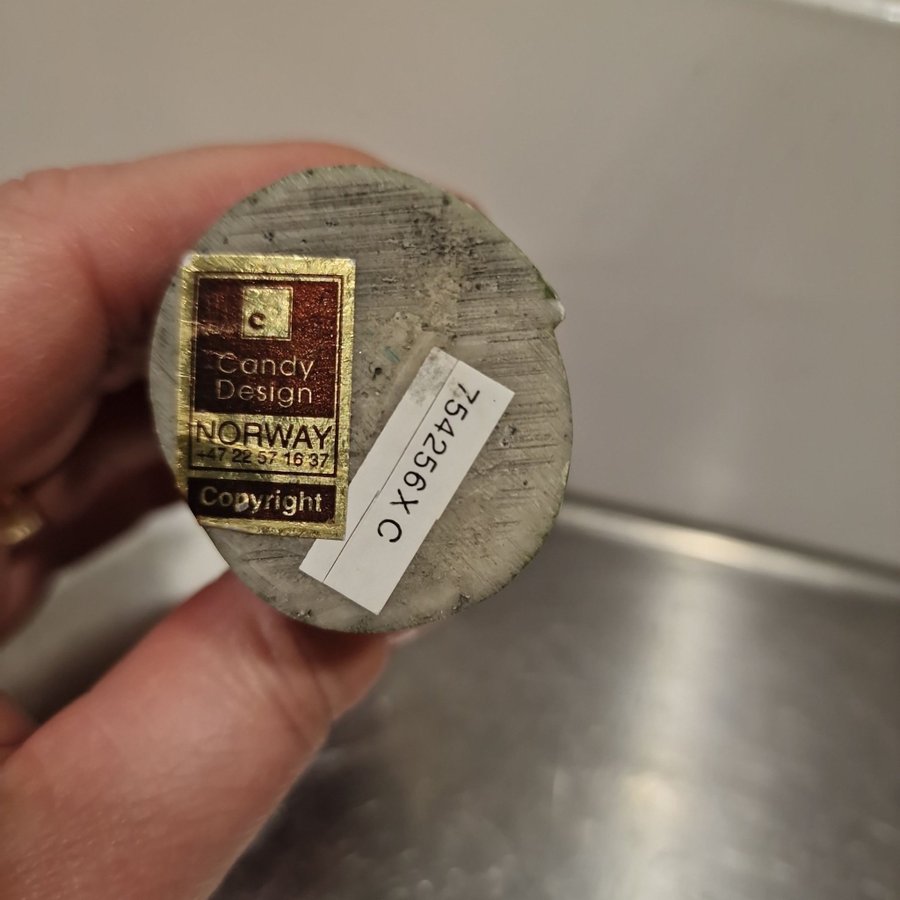 C
Candy
Design
NORWAY
+47 22 57 16 37
Copyright
754256X C